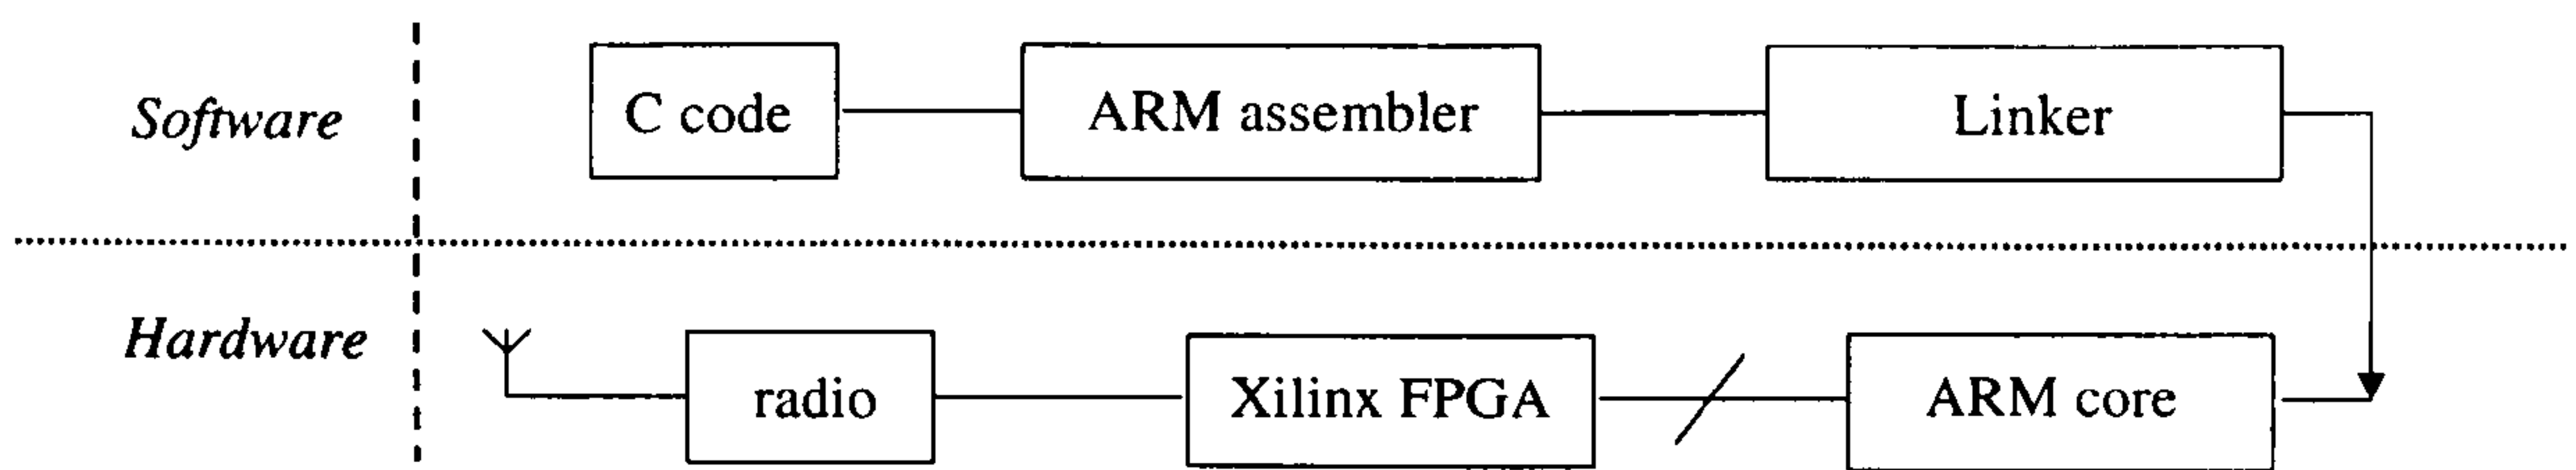 Software
C code
ARM assembler
Linker
Hardware
radio
Xilinx FPGA
ARM core